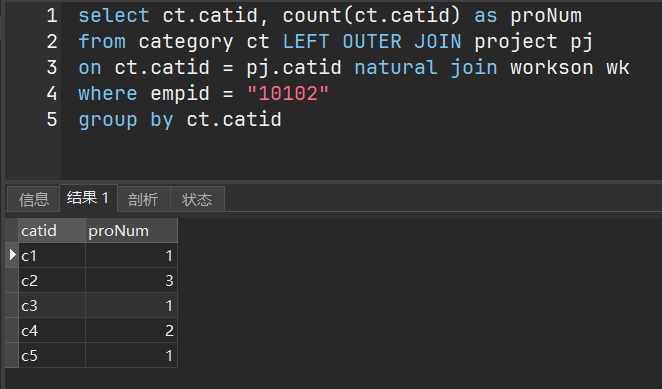 1 select ct.catid, count(ct.catid) as proNum
2 from category ct LEFT OUTER JOIN project pj
3 on ct.catid = pj.catid natural join workson wk
4 where empid = "10102"
5 group by ct.catid
信息 结果 1 剖析 状态
catid proNum
c1 1
c2 3
c3 1
c4 2
c5 1